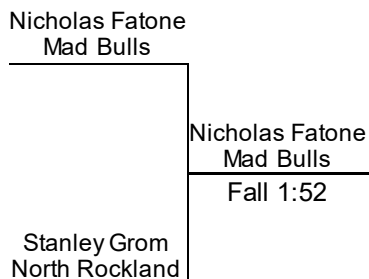 Nicholas Fatone
Mad Bulls
Nicholas Fatone
Mad Bulls
Fall 1:52
Stanley Grom
North Rockland